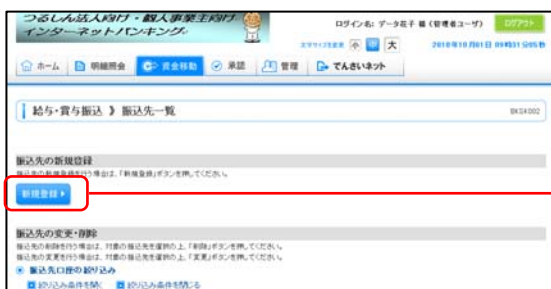 つるしん法人向け・個人事業主向け
インターネットバンキング
ログイン名: データ花子 様 (管理者ユーザ)
ログアウト
文字サイズ変更 小 中 大
2018年10月01日 09時31分05秒
ホーム 明細照会 資金移動 承認 管理 でんさいネット
給与・賞与振込 》 振込先一覧
BKSK002
振込先の新規登録
振込先の新規登録を行う場合は、「新規登録」ボタンを押してください。
新規登録
振込先の変更・削除
振込先の削除を行う場合は、対象の振込先を選択の上、「削除」ボタンを押してください。
振込先の変更を行う場合は、対象の振込先を選択の上、「変更」ボタンを押してください。
振込先口座の絞り込み
絞り込み条件を開く 絞り込み条件を閉じる